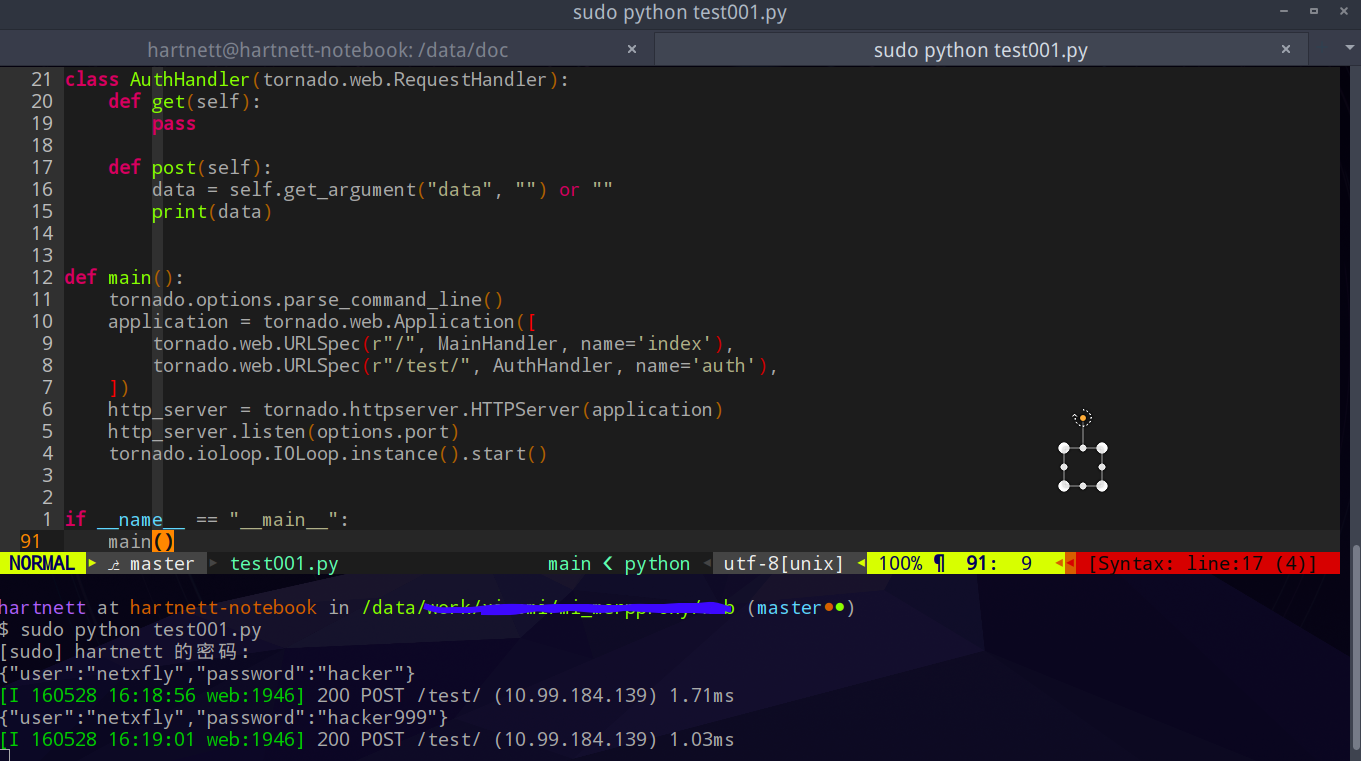 sudo python test001.py
hartnett@hartnett-notebook: /data/doc × sudo python test001.py ×
21 class AuthHandler(tornado.web.RequestHandler):
20     def get(self):
19         pass
18
17     def post(self):
16         data = self.get_argument("data", "") or ""
15         print(data)
14
13
12 def main():
11     tornado.options.parse_command_line()
10     application = tornado.web.Application([
9         tornado.web.URLSpec(r"/", MainHandler, name='index'),
8         tornado.web.URLSpec(r"/test/", AuthHandler, name='auth'),
7     ])
6     http_server = tornado.httpserver.HTTPServer(application)
5     http_server.listen(options.port)
4     tornado.ioloop.IOLoop.instance().start()
3
2
1 if __name__ == "__main__":
91     main()
NORMAL master test001.py main ❮ python utf-8[unix] 100% ¶ 91: 9 [Syntax: line:17 (4)]
hartnett at hartnett-notebook in /data/ (master●●)
$ sudo python test001.py
[sudo] hartnett 的密码:
{"user":"netxfly","password":"hacker"}
[I 160528 16:18:56 web:1946] 200 POST /test/ (10.99.184.139) 1.71ms
{"user":"netxfly","password":"hacker999"}
[I 160528 16:19:01 web:1946] 200 POST /test/ (10.99.184.139) 1.03ms